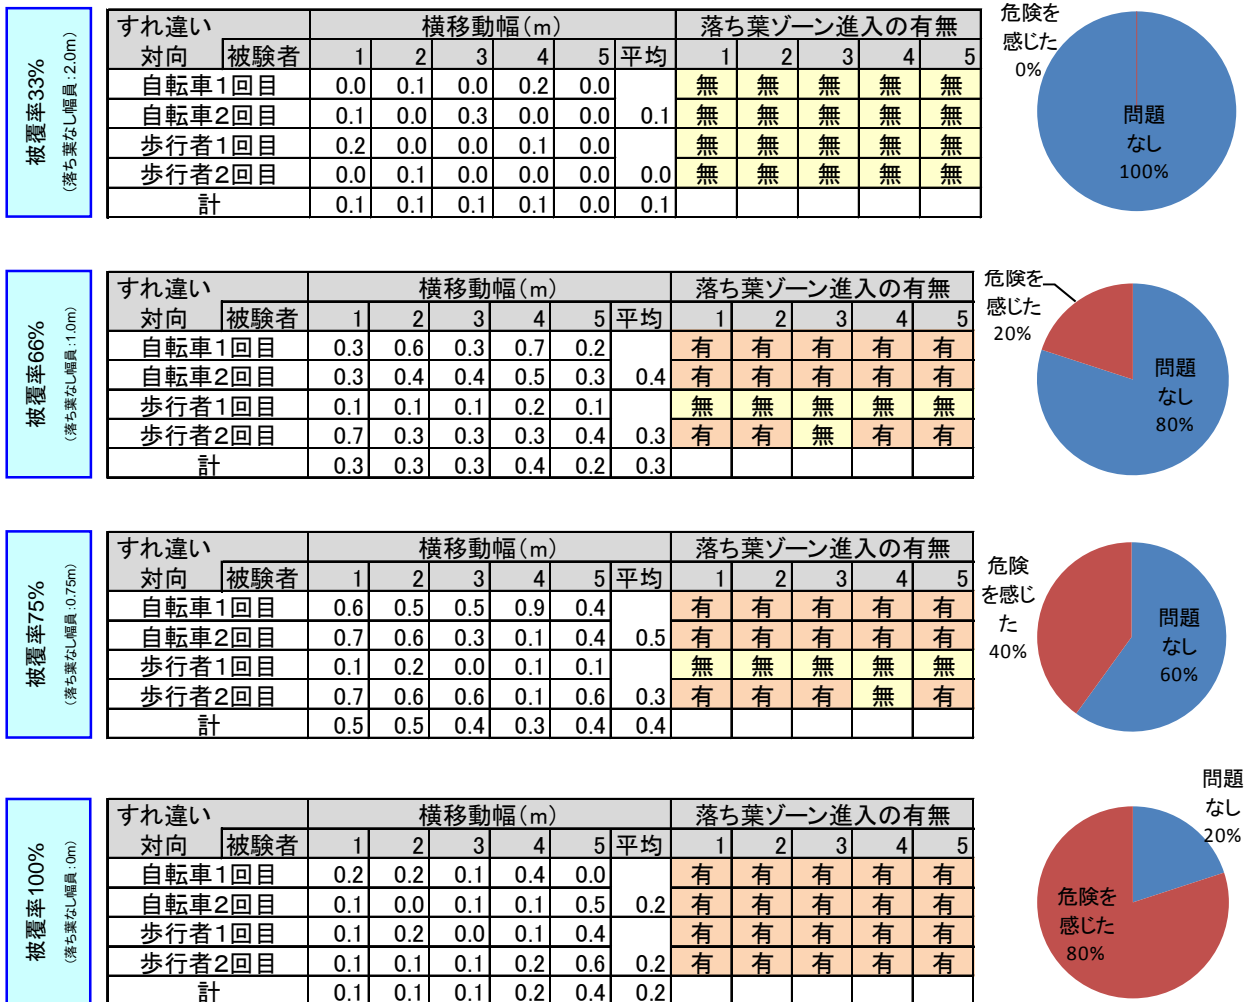 被覆率33%
（落ち葉なし幅員：2.0m）
すれ違い 横移動幅（m） 落ち葉ゾーン進入の有無
対向 被験者 1 2 3 4 5 平均 1 2 3 4 5
自転車1回目 0.0 0.1 0.0 0.2 0.0 無 無 無 無 無
自転車2回目 0.1 0.0 0.3 0.0 0.0 0.1 無 無 無 無 無
歩行者1回目 0.2 0.0 0.0 0.1 0.0 無 無 無 無 無
歩行者2回目 0.0 0.1 0.0 0.0 0.0 0.0 無 無 無 無 無
計 0.1 0.1 0.1 0.1 0.0 0.1
危険を
感じた
0%
問題
なし
100%
被覆率66%
（落ち葉なし幅員：1.0m）
すれ違い 横移動幅（m） 落ち葉ゾーン進入の有無
対向 被験者 1 2 3 4 5 平均 1 2 3 4 5
自転車1回目 0.3 0.6 0.3 0.7 0.2 有 有 有 有 有
自転車2回目 0.3 0.4 0.4 0.5 0.3 0.4 有 有 有 有 有
歩行者1回目 0.1 0.1 0.1 0.2 0.1 無 無 無 無 無
歩行者2回目 0.7 0.3 0.3 0.3 0.4 0.3 有 有 無 有 有
計 0.3 0.3 0.3 0.4 0.2 0.3
危険を
感じた
20%
問題
なし
80%
被覆率75%
（落ち葉なし幅員：0.75m）
すれ違い 横移動幅（m） 落ち葉ゾーン進入の有無
対向 被験者 1 2 3 4 5 平均 1 2 3 4 5
自転車1回目 0.6 0.5 0.5 0.9 0.4 有 有 有 有 有
自転車2回目 0.7 0.6 0.3 0.1 0.4 0.5 有 有 有 有 有
歩行者1回目 0.1 0.2 0.0 0.1 0.1 無 無 無 無 無
歩行者2回目 0.7 0.6 0.6 0.1 0.6 0.3 有 有 有 無 有
計 0.5 0.5 0.4 0.3 0.4 0.4
危険
を感じ
た
40%
問題
なし
60%
被覆率100%
（落ち葉なし幅員：0m）
すれ違い 横移動幅（m） 落ち葉ゾーン進入の有無
対向 被験者 1 2 3 4 5 平均 1 2 3 4 5
自転車1回目 0.2 0.2 0.1 0.4 0.0 有 有 有 有 有
自転車2回目 0.1 0.0 0.1 0.1 0.5 0.2 有 有 有 有 有
歩行者1回目 0.1 0.2 0.0 0.1 0.4 有 有 有 有 有
歩行者2回目 0.1 0.1 0.1 0.2 0.6 0.2 有 有 有 有 有
計 0.1 0.1 0.1 0.2 0.4 0.2
問題
なし
20%
危険を
感じた
80%